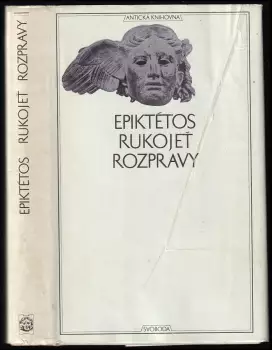 EPIKTÉTOS RUKOJEŤ ROZPRAVY
ANTICKÁ KNIHOVNA
EPIKTÉTOS
RUKOJEŤ
ROZPRAVY
SVOBODA